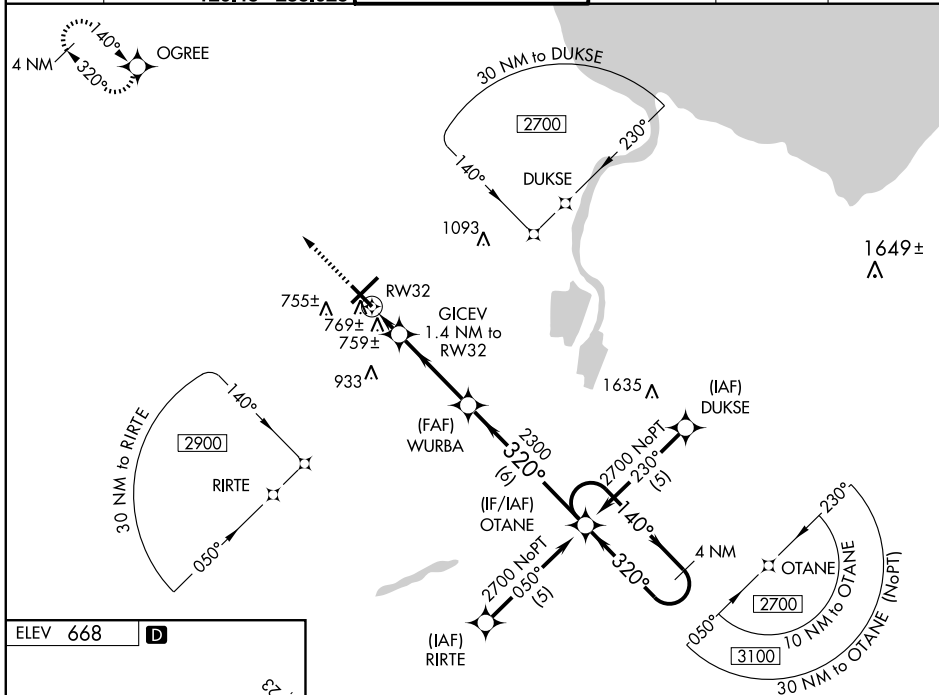 140°
OGREE
4 NM
320°
30 NM to DUKSE
2700
230°
140°
DUKSE
1093
1649±
RW32
755±
769±
759±
GICEV
1.4 NM to
RW32
933
1635
(IAF)
DUKSE
140°
30 NM to RIRTE
2900
RIRTE
050°
(FAF)
WURBA
2300
320°
(6)
2700 NoPT
230°
(5)
(IF/IAF)
OTANE
140°
320°
4 NM
2700 NoPT
050°
(5)
(IAF)
RIRTE
230°
OTANE
050°
2700
10 NM to OTANE
3100
30 NM to OTANE (NoPT)
ELEV 668
D
23